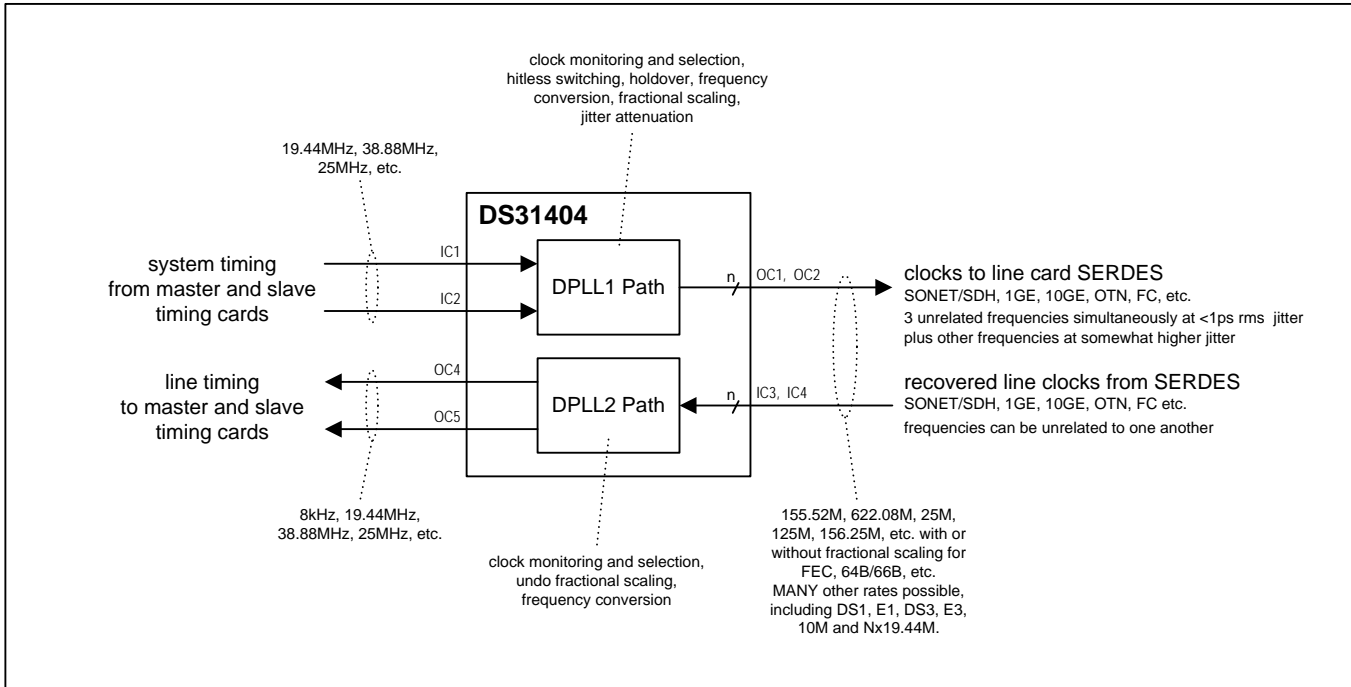 clock monitoring and selection,
hitless switching, holdover, frequency
conversion, fractional scaling,
jitter attenuation
19.44MHz, 38.88MHz,
25MHz, etc.
DS31404
system timing
from master and slave
timing cards
IC1
IC2
DPLL1 Path
n
OC1, OC2
clocks to line card SERDES
SONET/SDH, 1GE, 10GE, OTN, FC, etc.
3 unrelated frequencies simultaneously at <1ps rms jitter
plus other frequencies at somewhat higher jitter
line timing
to master and slave
timing cards
OC4
OC5
DPLL2 Path
n
IC3, IC4
recovered line clocks from SERDES
SONET/SDH, 1GE, 10GE, OTN, FC etc.
frequencies can be unrelated to one another
8kHz, 19.44MHz,
38.88MHz, 25MHz, etc.
clock monitoring and selection,
undo fractional scaling,
frequency conversion
155.52M, 622.08M, 25M,
125M, 156.25M, etc. with or
without fractional scaling for
FEC, 64B/66B, etc.
MANY other rates possible,
including DS1, E1, DS3, E3,
10M and Nx19.44M.